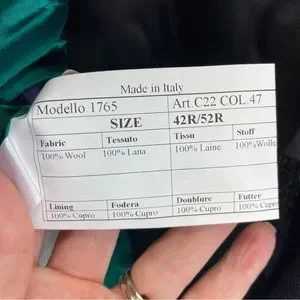 Made in Italy
Modello 1765 Art.C22 COL.47
SIZE 42R/52R
Fabric Tessuto Tissu Stoff
100% Wool 100% Lana 100% Laine 100%Wolle
Lining Fodera Doublure Futter
100% Cupro 100% Cupro 100% Cupro 100% Cupro